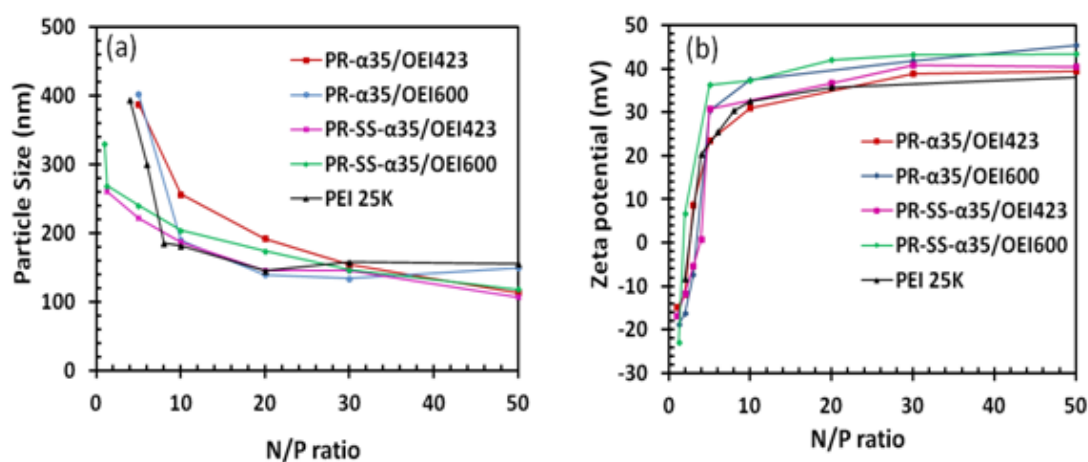 (a)
Particle Size (nm)
500
400
300
200
100
0
PR-α35/OEI423
PR-α35/OEI600
PR-SS-α35/OEI423
PR-SS-α35/OEI600
PEI 25K
0 10 20 30 40 50
N/P ratio
(b)
Zeta potential (mV)
50
40
30
20
10
0
-10
-20
-30
PR-α35/OEI423
PR-α35/OEI600
PR-SS-α35/OEI423
PR-SS-α35/OEI600
PEI 25K
0 10 20 30 40 50
N/P ratio